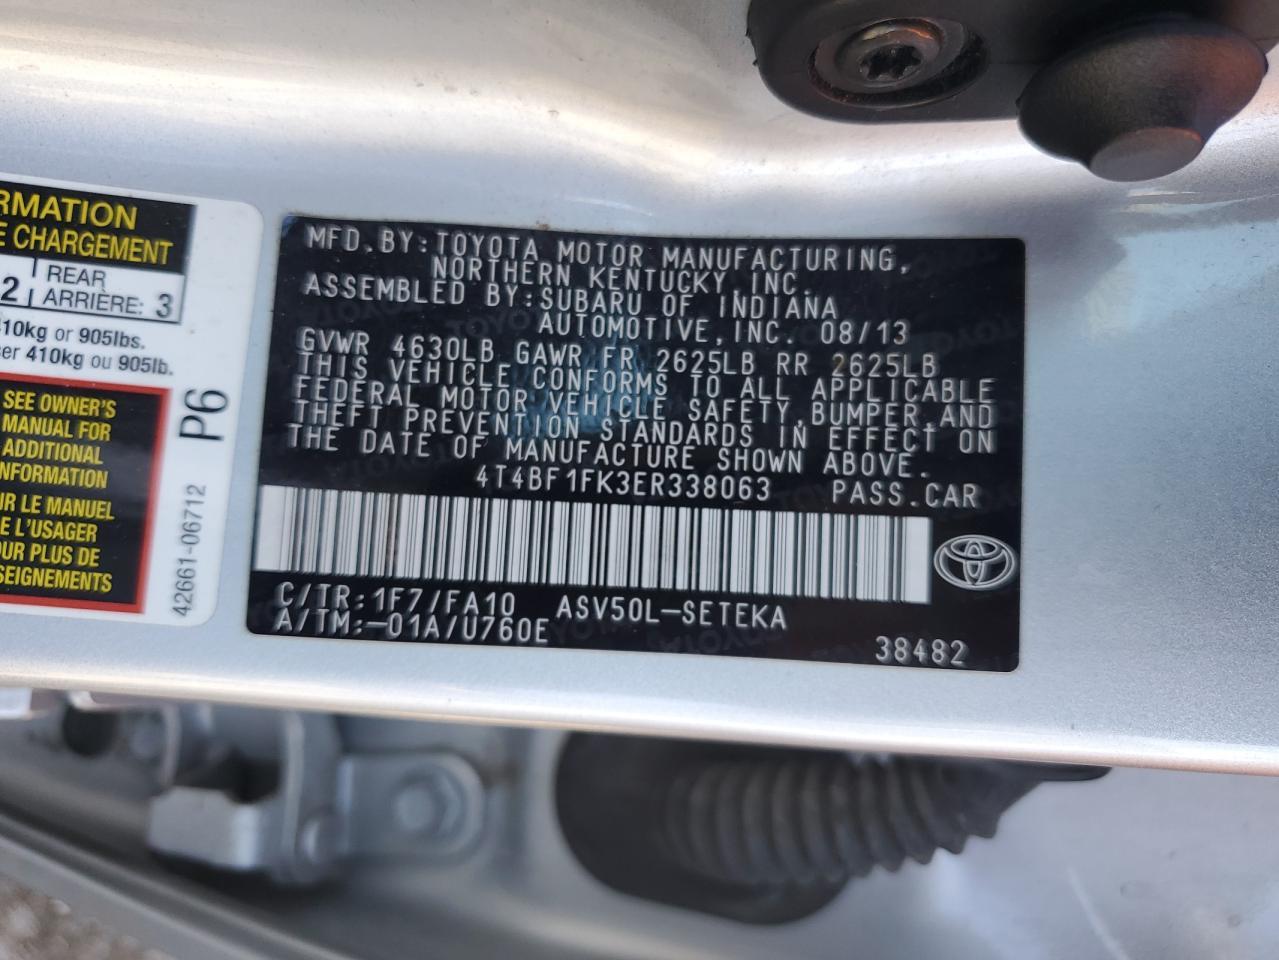 RMATION
E CHARGEMENT
2 REAR
ARRIÈRE: 3
10kg or 905lbs.
er 410kg ou 905lb.
SEE OWNER'S
MANUAL FOR
ADDITIONAL
INFORMATION
R LE MANUEL
E L'USAGER
UR PLUS DE
SEIGNEMENTS
P6
42661-06712
MFD.BY:TOYOTA MOTOR MANUFACTURING,
NORTHERN KENTUCKY, INC.
ASSEMBLED BY:SUBARU OF INDIANA
AUTOMOTIVE,INC. 08/13
GVWR 4630LB GAWR FR 2625LB RR 2625LB
THIS VEHICLE CONFORMS TO ALL APPLICABLE
FEDERAL MOTOR VEHICLE SAFETY,BUMPER,AND
THEFT PREVENTION STANDARDS IN EFFECT ON
THE DATE OF MANUFACTURE SHOWN ABOVE.
4T4BF1FK3ER338063 PASS.CAR
C/TR:1F7/FA10 ASV50L-SETEKA
A/TM:-01A/U760E
38482